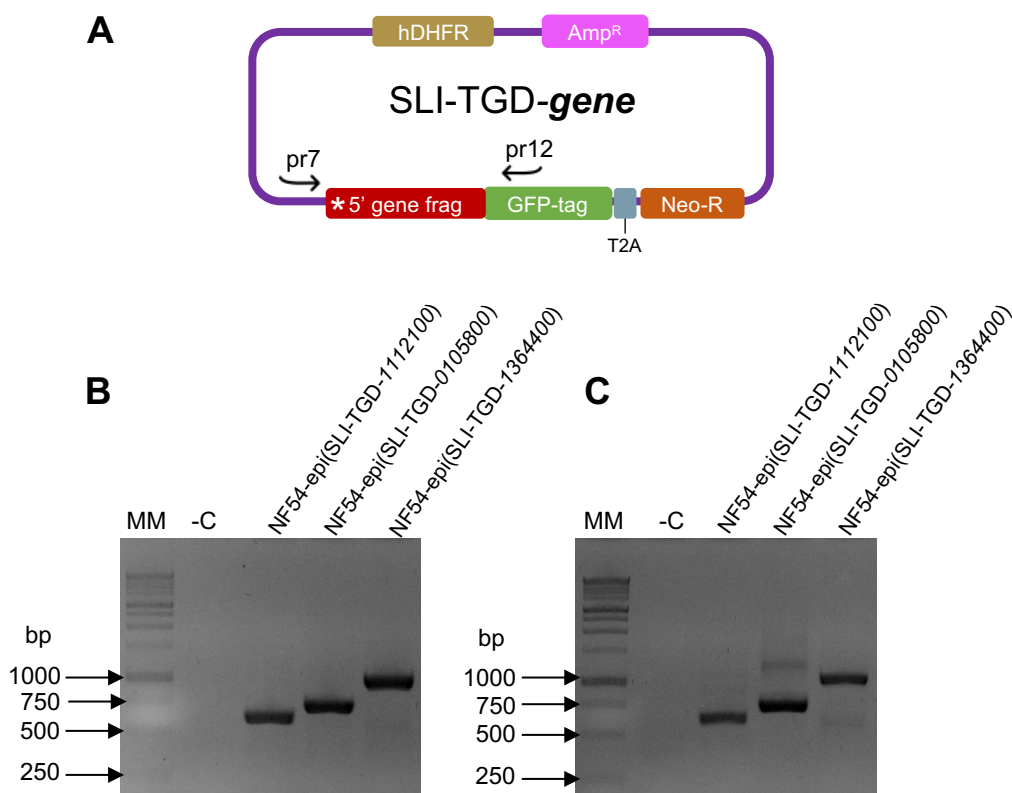 A
hDHFR
Amp^R
SLI-TGD-gene
pr7
pr12
* 5' gene frag
GFP-tag
Neo-R
T2A
B
MM
-C
NF54-epi(SLI-TGD-1112100)
NF54-epi(SLI-TGD-0105800)
NF54-epi(SLI-TGD-1364400)
bp
1000
750
500
250
C
MM
-C
NF54-epi(SLI-TGD-1112100)
NF54-epi(SLI-TGD-0105800)
NF54-epi(SLI-TGD-1364400)
bp
1000
750
500
250